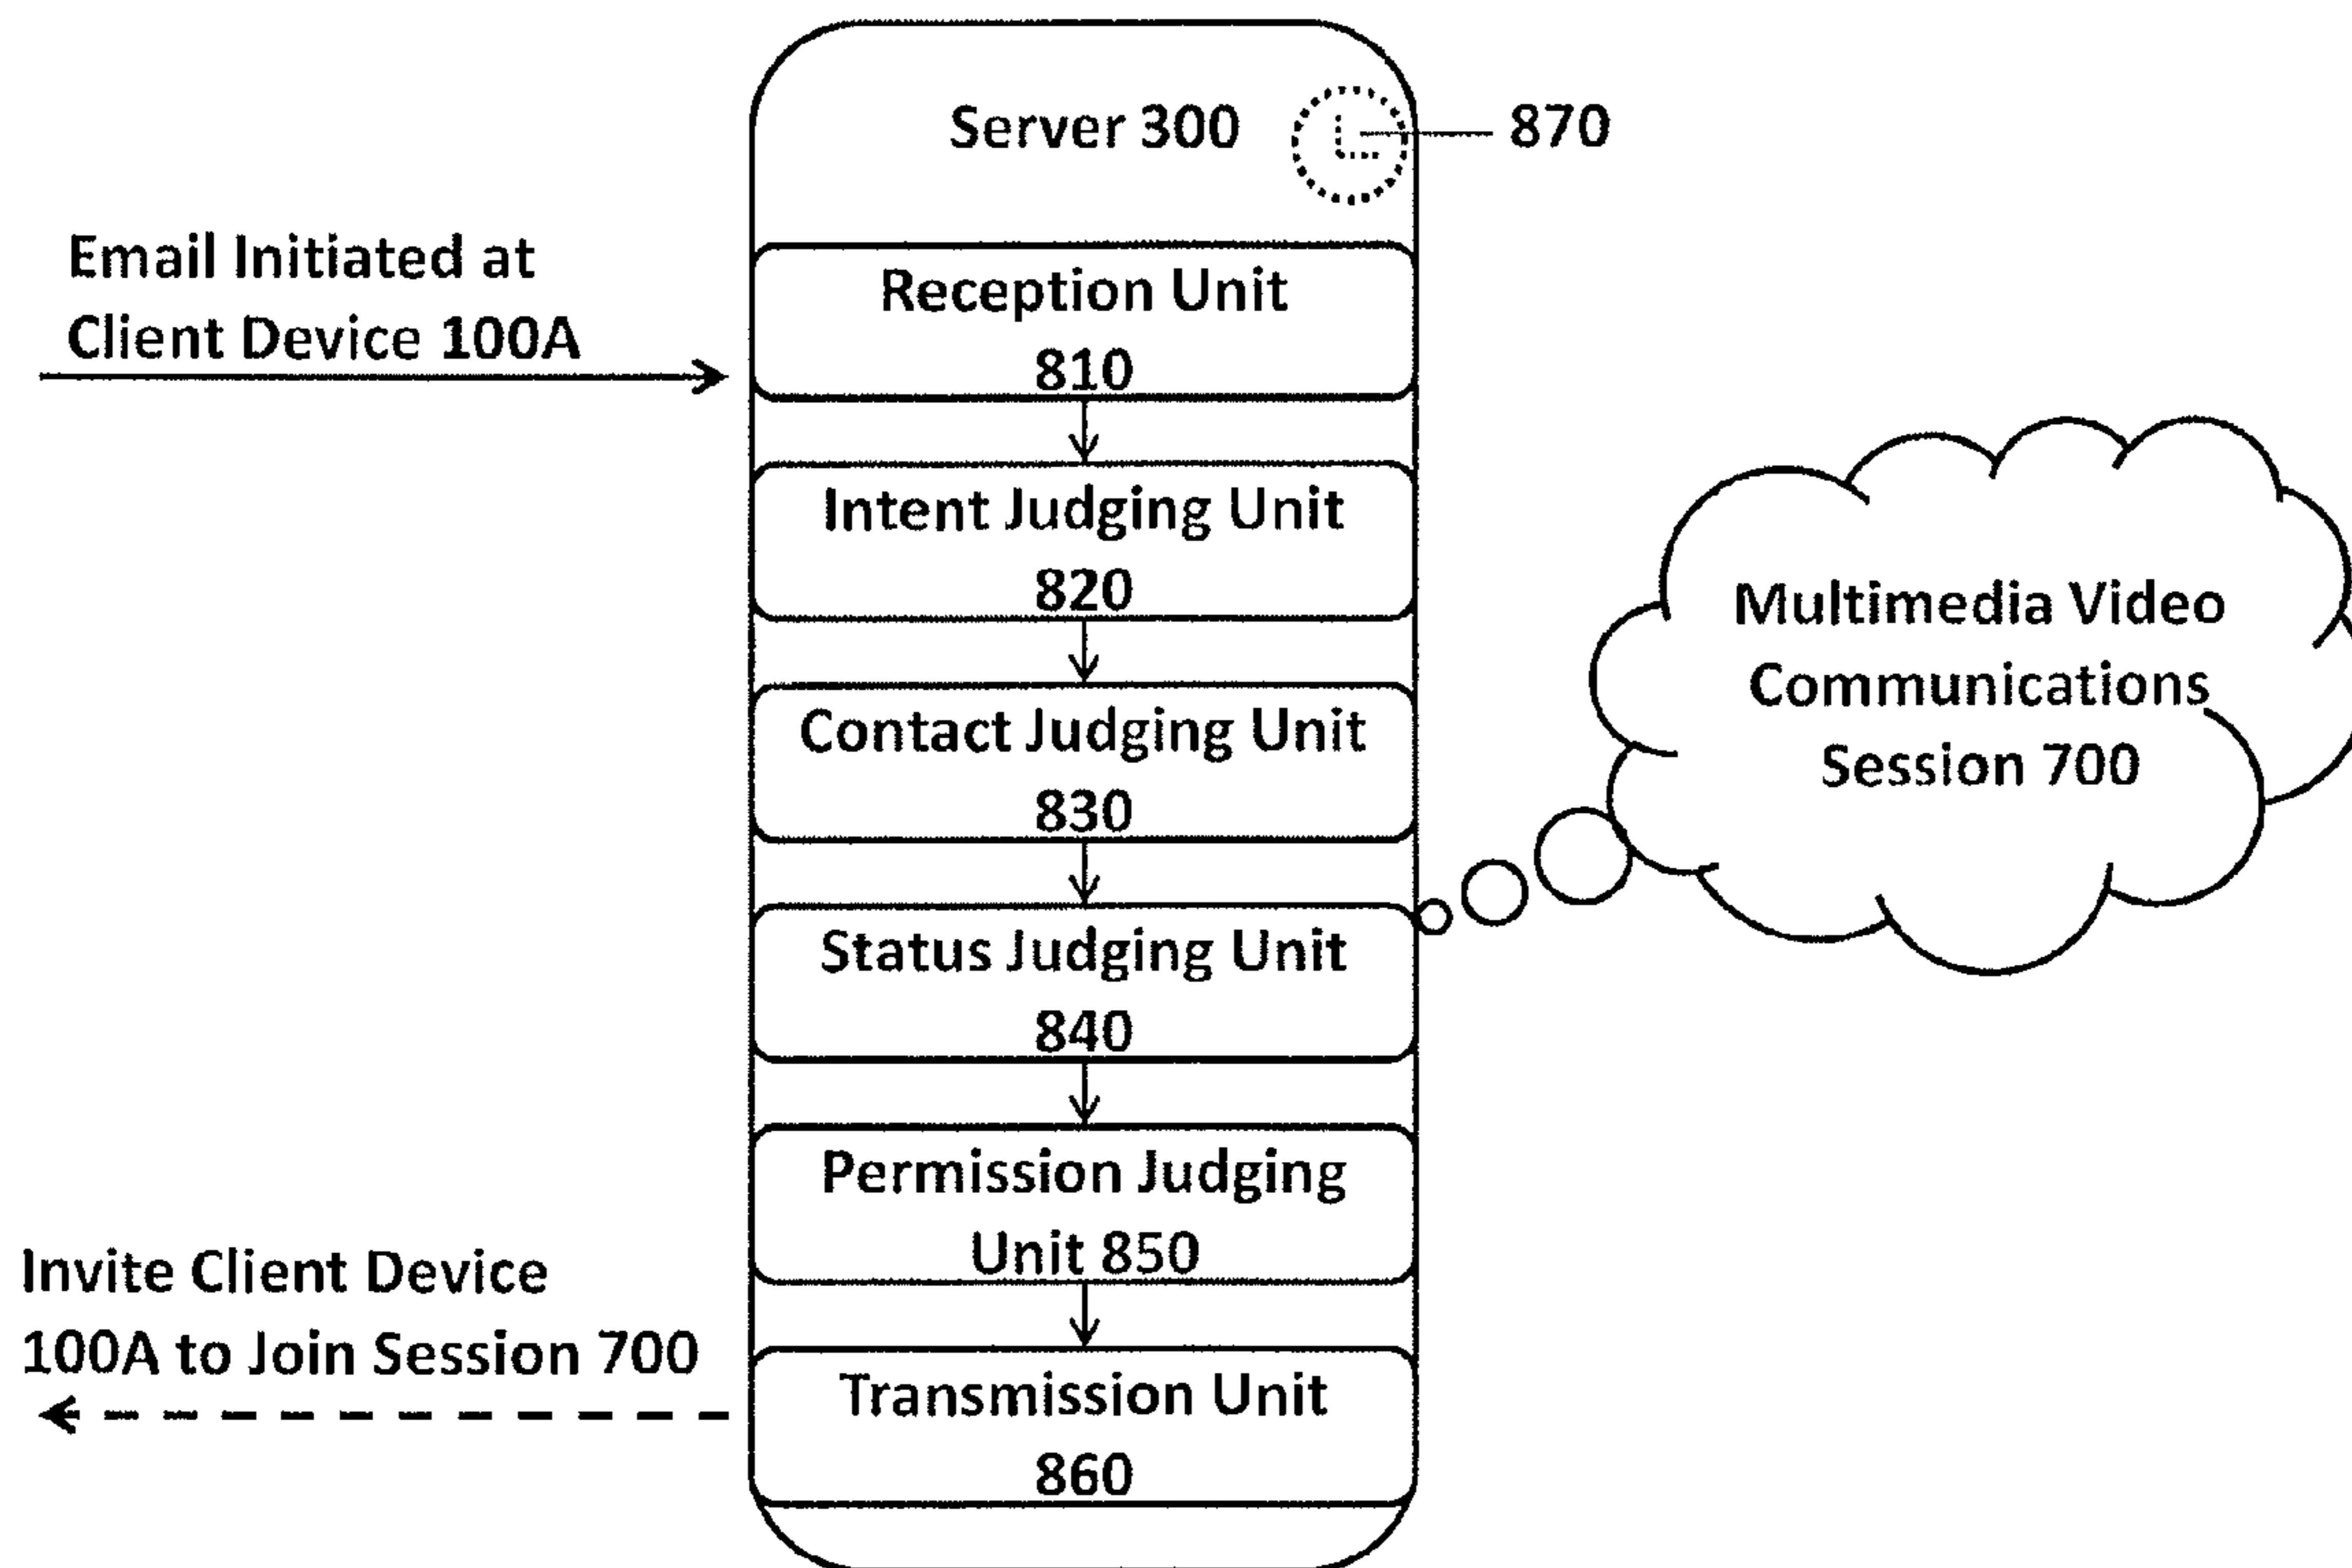 Server 300
870
Email Initiated at
Client Device 100A
Reception Unit
810
Intent Judging Unit
820
Contact Judging Unit
830
Multimedia Video
Communications
Session 700
Status Judging Unit
840
Permission Judging
Unit 850
Invite Client Device
100A to Join Session 700
Transmission Unit
860